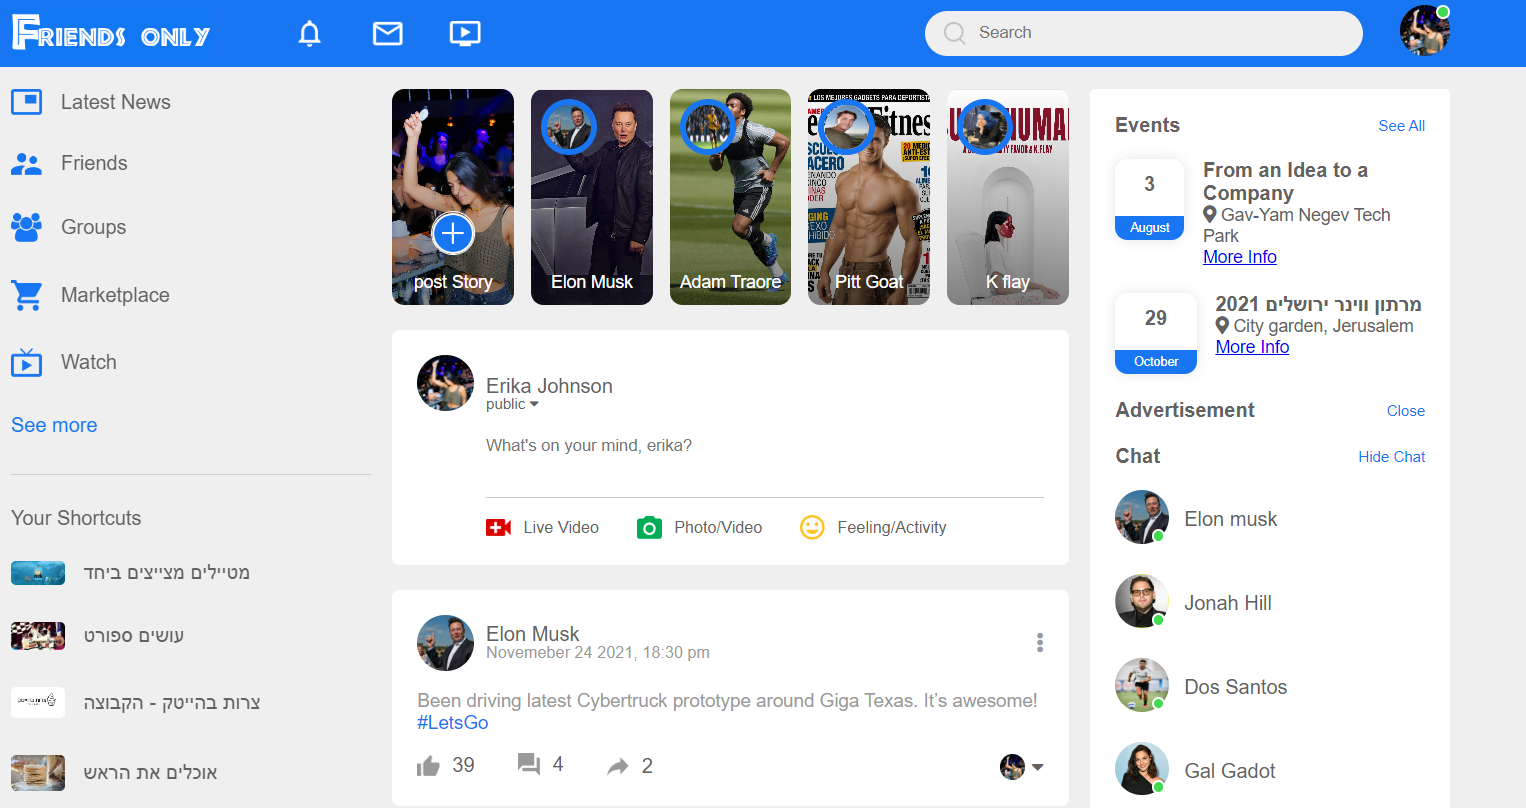 Friends only
Search
Latest News
Friends
Groups
Marketplace
Watch
See more
Your Shortcuts
מטיילים מצייצים ביחד
עושים ספורט
צרות בהייטק - הקבוצה
אוכלים את הראש
post Story
Elon Musk
Adam Traore
LOS MEJORES GADGETS PARA DEPORTISTA
Pitt Goat
K flay
Erika Johnson
public
What's on your mind, erika?
Live Video
Photo/Video
Feeling/Activity
Elon Musk
Novemeber 24 2021, 18:30 pm
Been driving latest Cybertruck prototype around Giga Texas. It’s awesome!
#LetsGo
39
4
2
Events
See All
3
August
From an Idea to a
Company
Gav-Yam Negev Tech
Park
More Info
29
October
מרתון ווינר ירושלים 2021
City garden, Jerusalem
More Info
Advertisement
Close
Chat
Hide Chat
Elon musk
Jonah Hill
Dos Santos
Gal Gadot